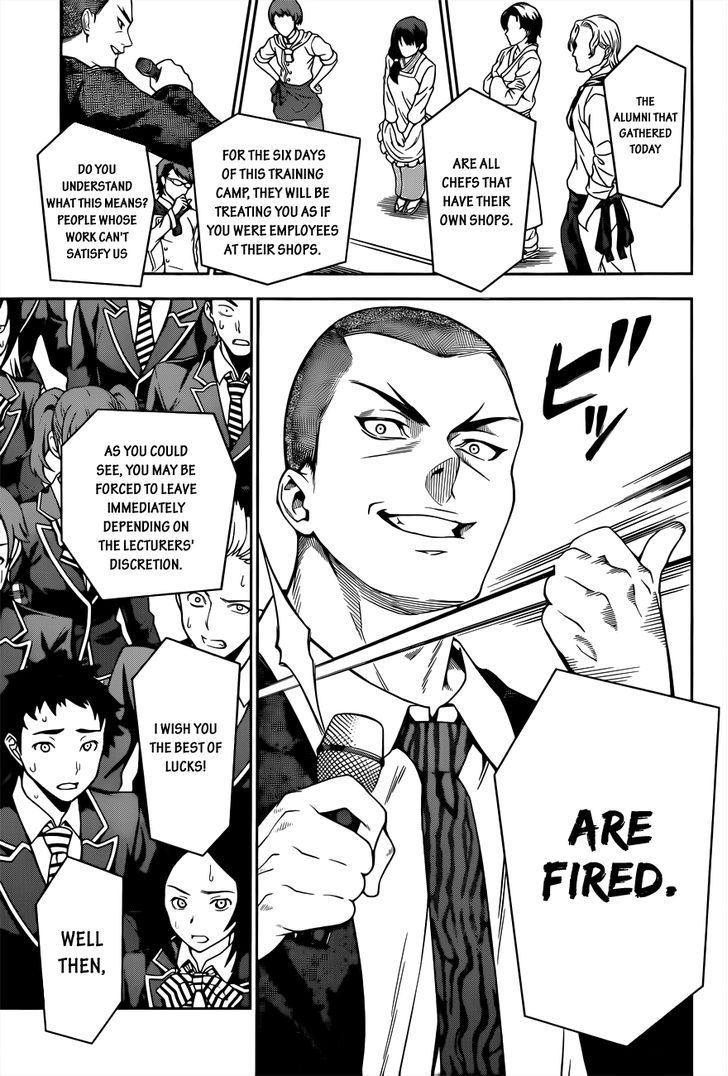 THE
ALUMNI THAT
GATHERED
TODAY
ARE ALL
CHEFS THAT
HAVE THEIR
OWN SHOPS.
FOR THE SIX DAYS
OF THIS TRAINING
CAMP, THEY WILL BE
TREATING YOU AS IF
YOU WERE EMPLOYEES
AT THEIR SHOPS.
DO YOU
UNDERSTAND
WHAT THIS MEANS?
PEOPLE WHOSE
WORK CAN'T
SATISFY US
ビッ
ARE
FIRED.
AS YOU COULD
SEE, YOU MAY BE
FORCED TO LEAVE
IMMEDIATELY
DEPENDING ON
THE LECTURERS'
DISCRETION.
I WISH YOU
THE BEST OF
LUCKS!
WELL
THEN,